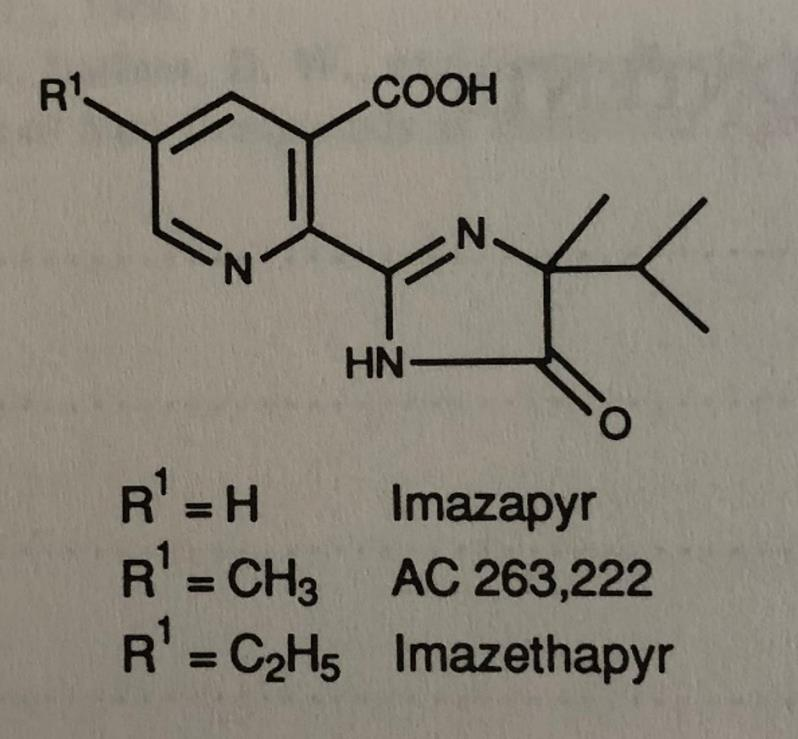 R¹
COOH
N
N
HN
O
R¹ = H Imazapyr
R¹ = CH₃ AC 263,222
R¹ = C₂H₅ Imazethapyr